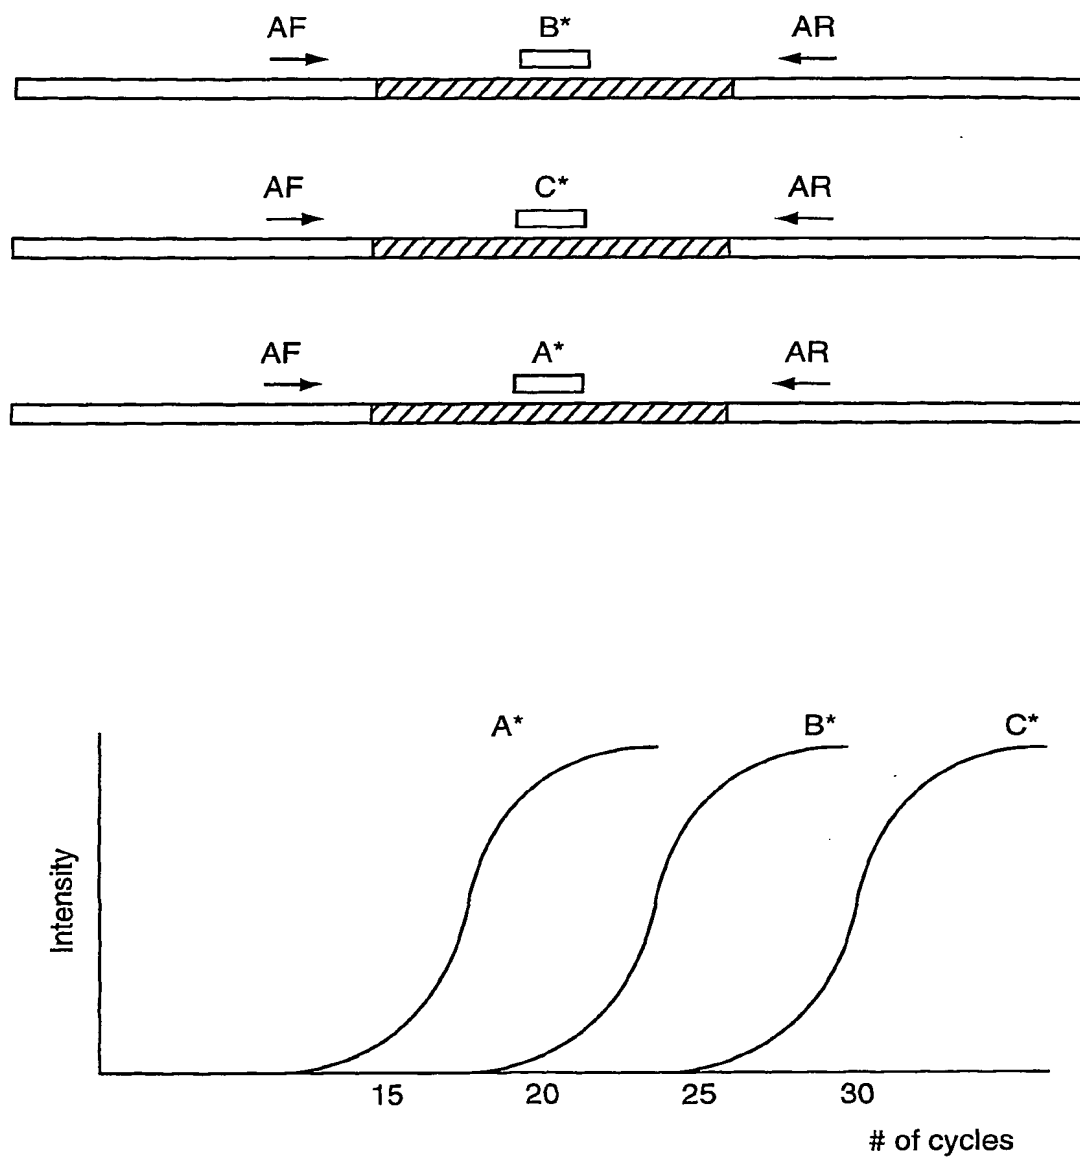 AF B* AR
AF C* AR
AF A* AR
A* B* C*
Intensity
15 20 25 30
# of cycles